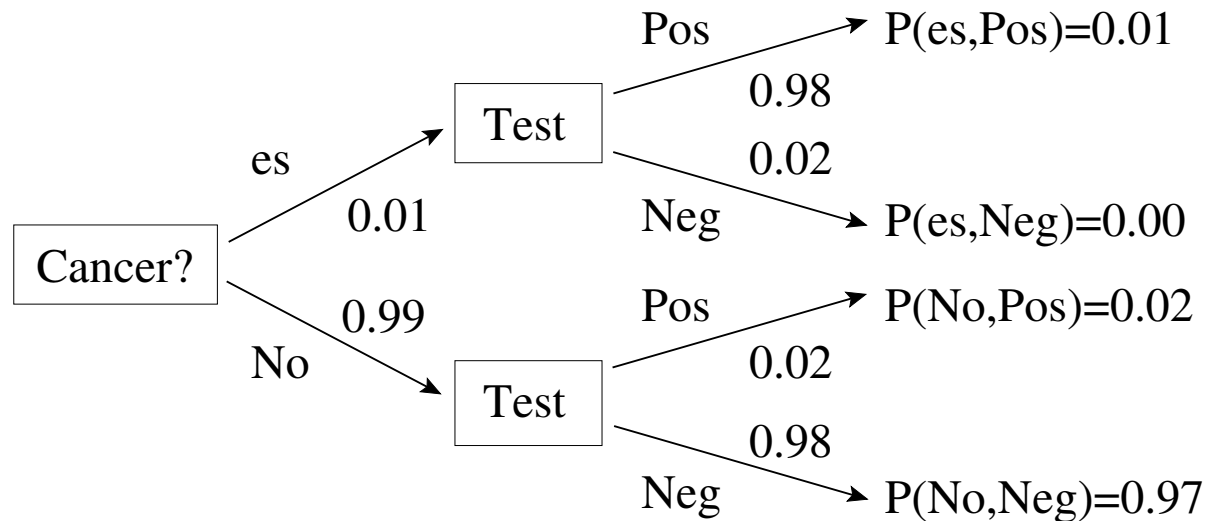 Pos
P(es,Pos)=0.01
0.98
Test
0.02
es
0.01
Neg
P(es,Neg)=0.00
Cancer?
0.99
No
Pos
P(No,Pos)=0.02
0.02
Test
0.98
Neg
P(No,Neg)=0.97